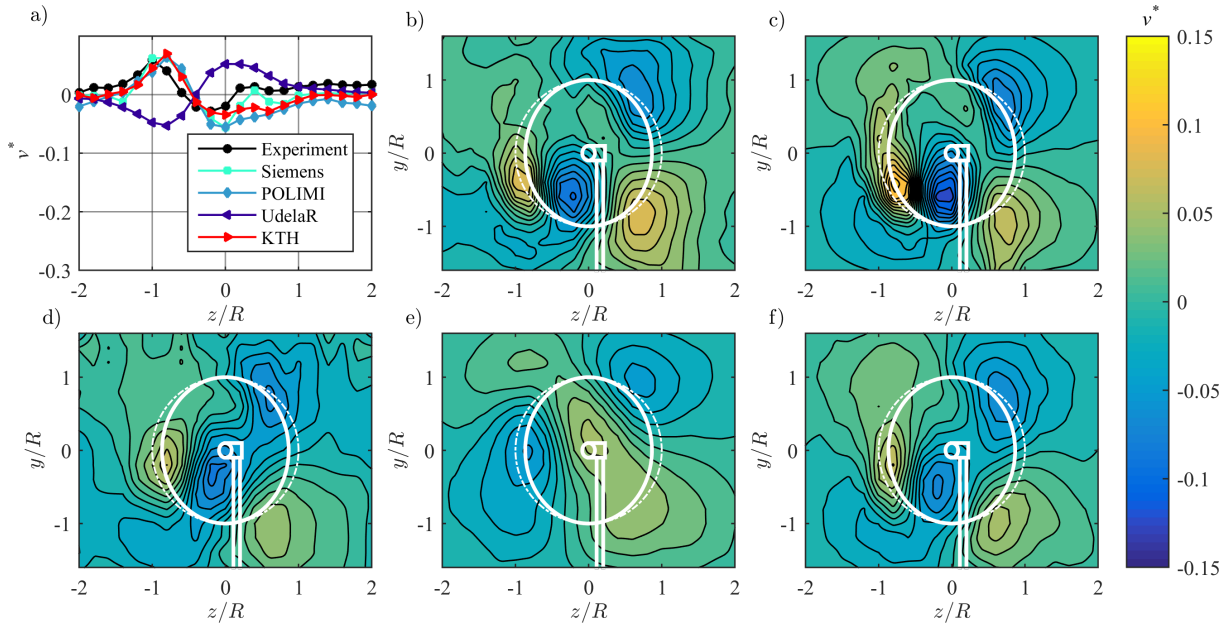 a)
0
-0.1
-0.2
-0.3
v*
-2 -1 0 1 2
z/R
Experiment
Siemens
POLIMI
UdelaR
KTH
b)
1
0
-1
y/R
-2 -1 0 1 2
z/R
c)
1
0
-1
y/R
-2 -1 0 1 2
z/R
v*
0.15
0.1
0.05
0
-0.05
-0.1
-0.15
d)
1
0
-1
y/R
-2 -1 0 1 2
z/R
e)
1
0
-1
y/R
-2 -1 0 1 2
z/R
f)
1
0
-1
y/R
-2 -1 0 1 2
z/R